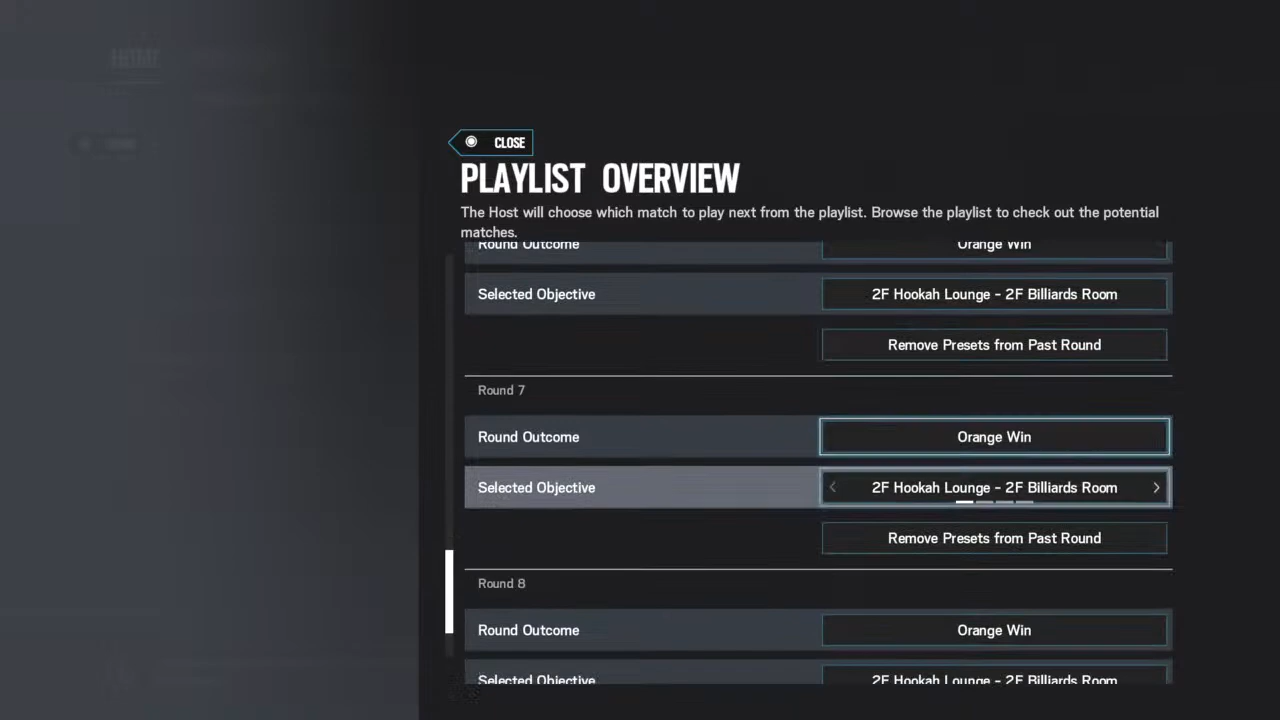 CLOSE
PLAYLIST OVERVIEW
The Host will choose which match to play next from the playlist. Browse the playlist to check out the potential
matches.
Round Outcome Orange Win
Selected Objective 2F Hookah Lounge - 2F Billiards Room
Remove Presets from Past Round
Round 7
Round Outcome Orange Win
Selected Objective 2F Hookah Lounge - 2F Billiards Room
Remove Presets from Past Round
Round 8
Round Outcome Orange Win
Selected Objective 2F Hookah Lounge - 2F Billiards Room